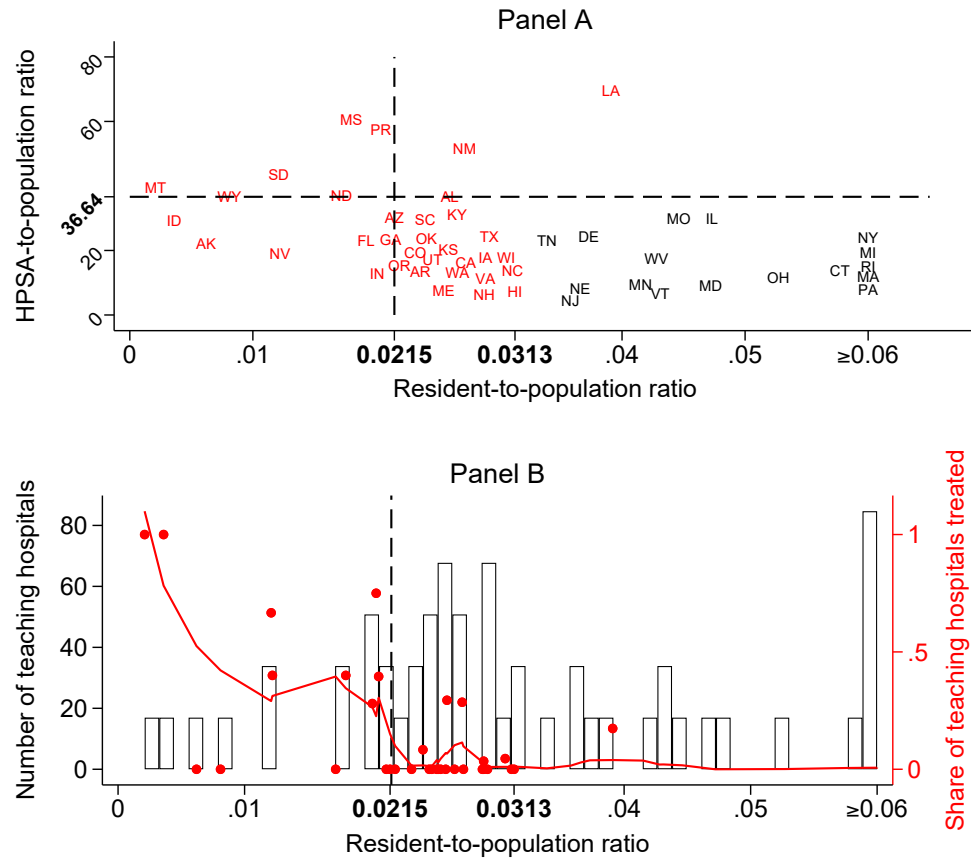 Panel A
HPSA-to-population ratio
80
60
36.64
20
0
LA
MS
PR
NM
SD
MT
WY
ND
AL
ID
AZ
SC
KY
MO
IL
AK
FL
GA
OK
TX
TN
DE
NY
NV
CO
KS
IA
WI
WV
MI
OR
UT
CA
RI
IN
AR
WA
NC
CT
VA
OH
MA
ME
NH
HI
NE
NJ
MN
VT
MD
PA
0
.01
0.0215
0.0313
.04
.05
≥0.06
Resident-to-population ratio
Panel B
Number of teaching hospitals
80
60
40
20
0
1
.5
0
Share of teaching hospitals treated
0
.01
0.0215
0.0313
.04
.05
≥0.06
Resident-to-population ratio